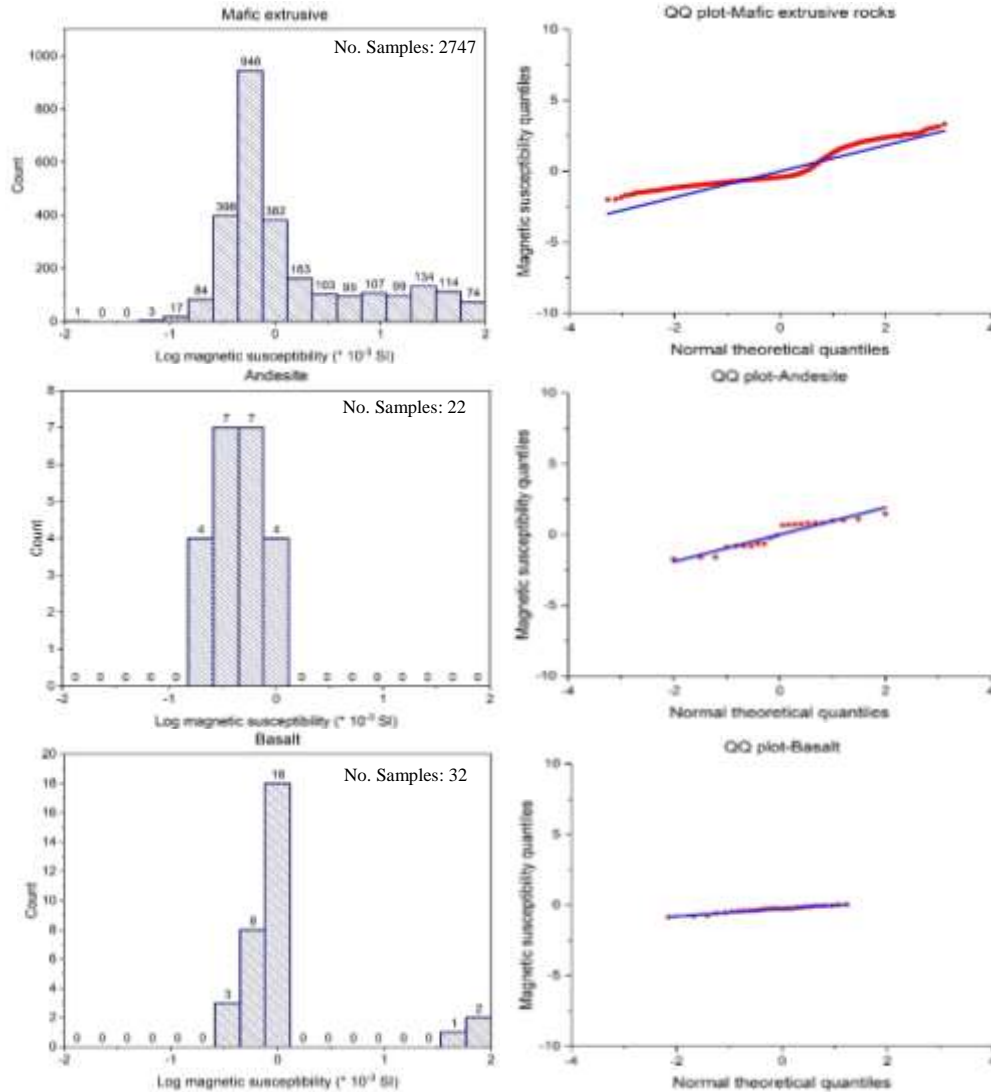 Mafic extrusive
No. Samples: 2747
1000
800
600
400
200
0
Count
1 0 0 3 17 84 398 946 382 163 103 99 107 99 134 114 74
-2 -1 0 1 2
Log magnetic susceptibility (* 10⁻³ SI)
QQ plot-Mafic extrusive rocks
10
5
0
-5
-10
Magnetic susceptibility quantiles
-4 -2 0 2 4
Normal theoretical quantiles
Andesite
No. Samples: 22
8
7
6
5
4
3
2
1
0
Count
0 0 0 0 0 4 7 7 4 0 0 0 0 0 0 0 0
-1 0 1 2
Log magnetic susceptibility (* 10⁻³ SI)
QQ plot-Andesite
10
5
0
-5
-10
Magnetic susceptibility quantiles
-4 -2 0 2 4
Normal theoretical quantiles
Basalt
No. Samples: 32
20
18
16
14
12
10
8
6
4
2
0
Count
0 0 0 0 0 0 3 8 18 0 0 0 0 0 0 1 2
-2 -1 0 1 2
Log magnetic susceptibility (* 10⁻³ SI)
QQ plot-Basalt
10
5
0
-5
-10
Magnetic susceptibility quantiles
-4 -2 0 2 4
Normal theoretical quantiles